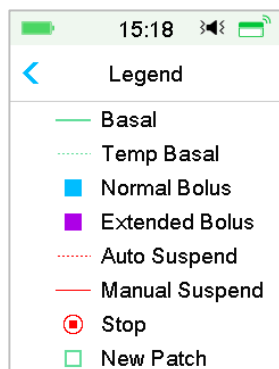 15:18
Legend
Basal
Temp Basal
Normal Bolus
Extended Bolus
Auto Suspend
Manual Suspend
Stop
New Patch